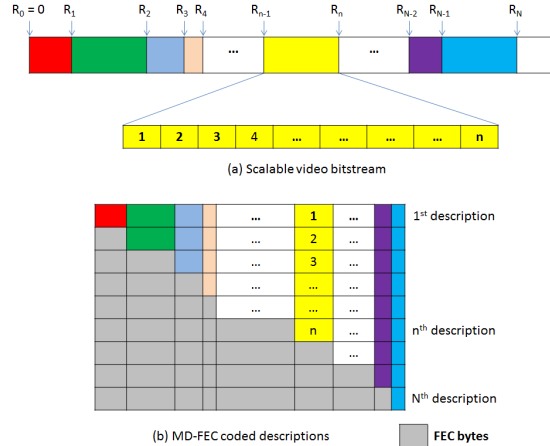 R0 = 0 R1 R2 R3 R4 Rn-1 Rn RN-2 RN-1 RN
... ...
1 2 3 4 ... ... ... ... n
(a) Scalable video bitstream
... 1 ... 1st description
... 2 ...
... 3 ...
... ... ...
... ... ...
n ... nth description
...
Nth description
(b) MD-FEC coded descriptions FEC bytes